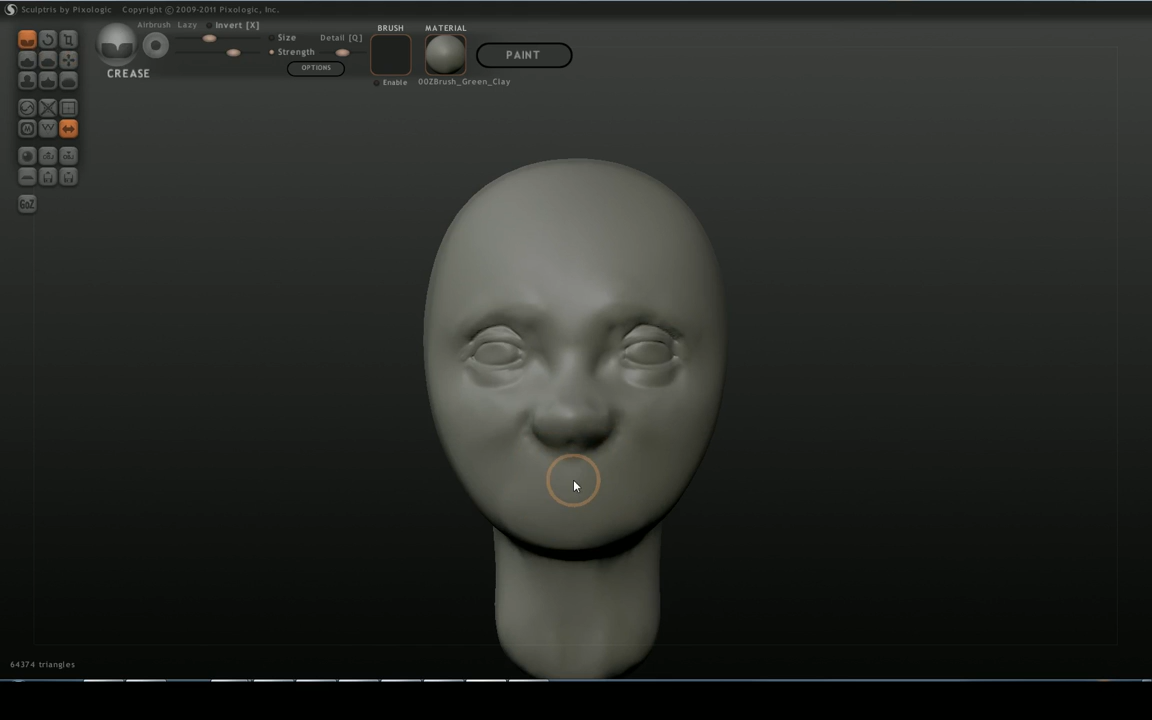 Sculptris by Pixologic Copyright © 2009-2011 Pixologic, Inc.
Airbrush Lazy Invert [X]
BRUSH MATERIAL
Size Detail [Q]
Strength
PAINT
OPTIONS
CREASE
Enable 00ZBrush_Green_Clay
GoZ
64374 triangles